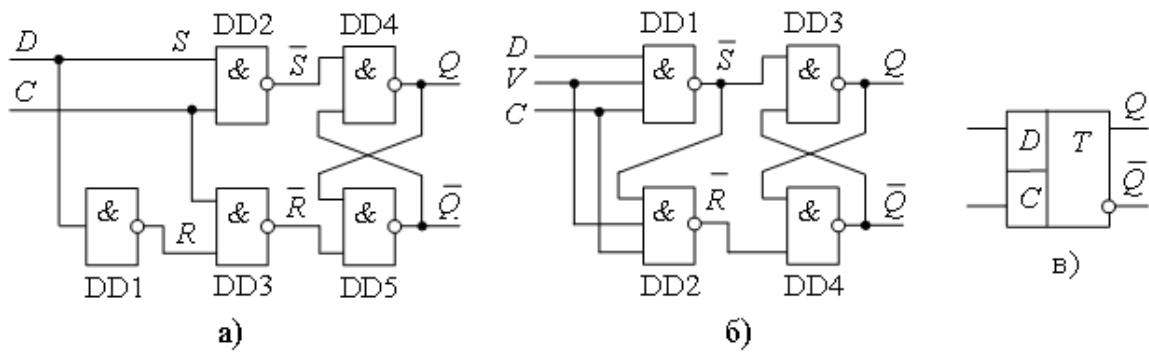 DD2 DD4
D S & S̅ & Q
C
& R & R̅ & Q̅
DD1 DD3 DD5
а)
DD1 DD3
D & S̅ & Q
V
C
& R̅ & Q̅
DD2 DD4
б)
D T Q
C Q̅
в)